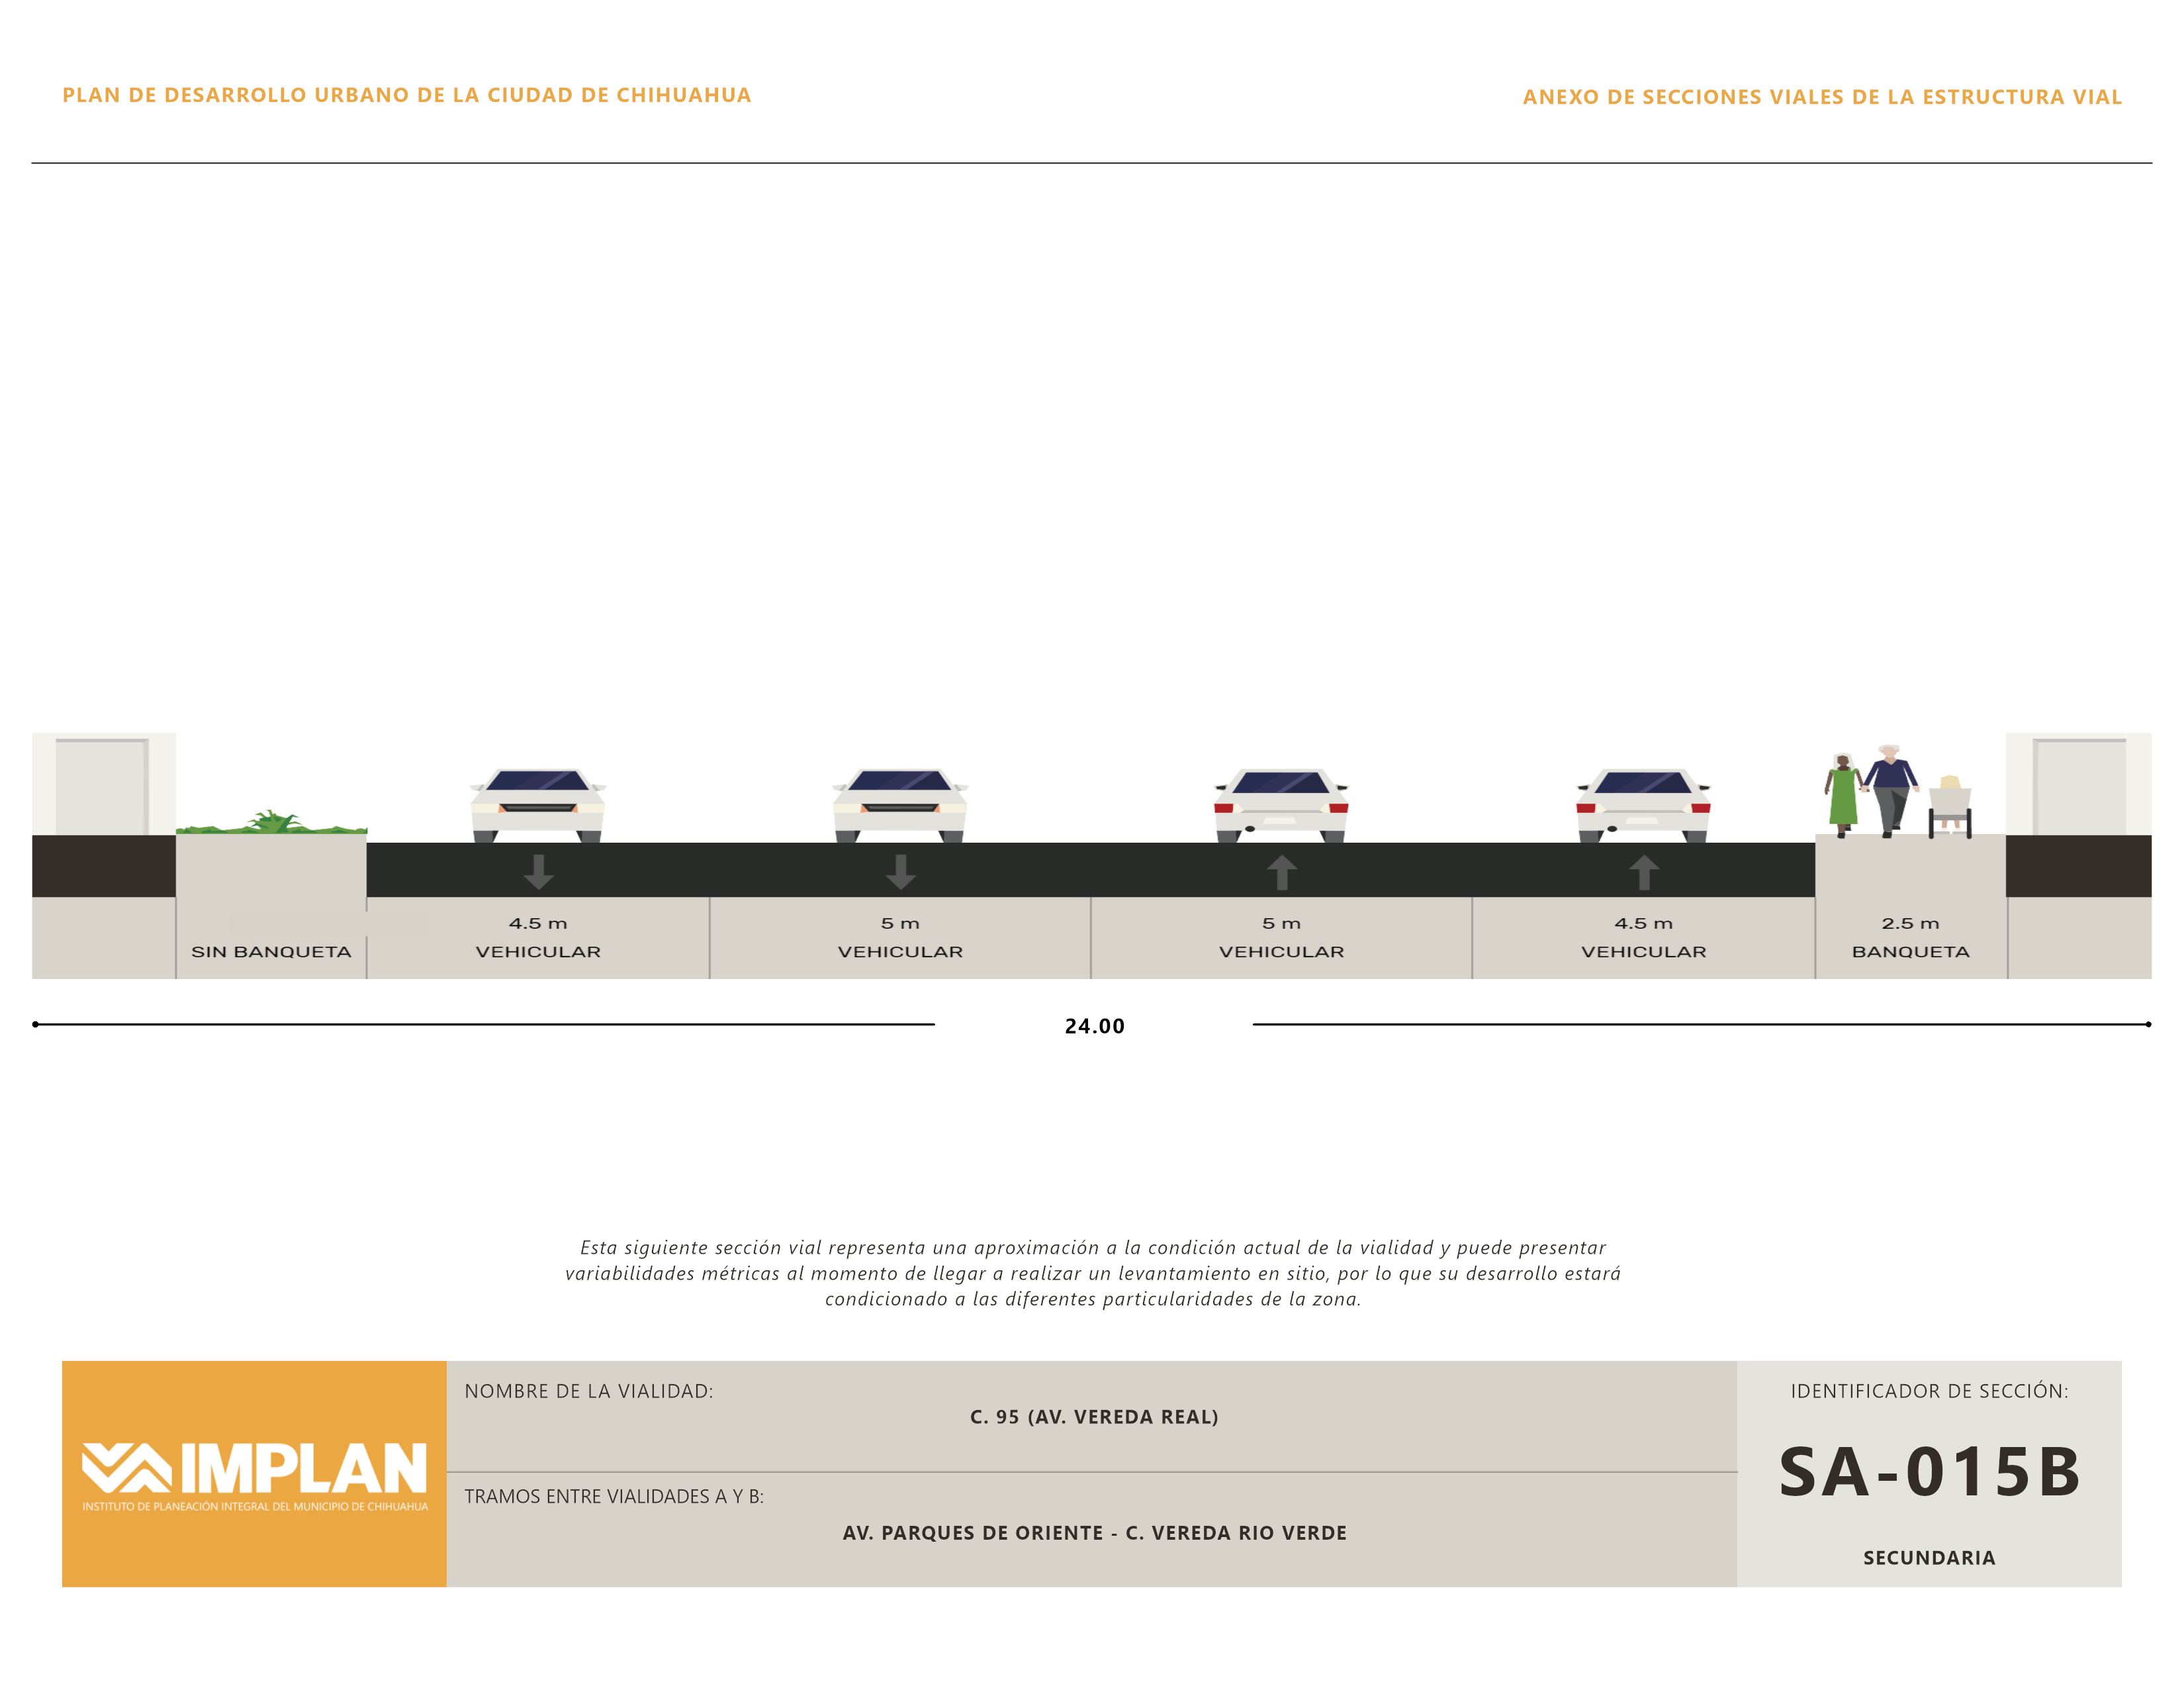 PLAN DE DESARROLLO URBANO DE LA CIUDAD DE CHIHUAHUA
ANEXO DE SECCIONES VIALES DE LA ESTRUCTURA VIAL
SIN BANQUETA
4.5 m
VEHICULAR
5 m
VEHICULAR
5 m
VEHICULAR
4.5 m
VEHICULAR
2.5 m
BANQUETA
24.00
Esta siguiente sección vial representa una aproximación a la condición actual de la vialidad y puede presentar
variabilidades métricas al momento de llegar a realizar un levantamiento en sitio, por lo que su desarrollo estará
condicionado a las diferentes particularidades de la zona.
IMPLAN
INSTITUTO DE PLANEACIÓN INTEGRAL DEL MUNICIPIO DE CHIHUAHUA
NOMBRE DE LA VIALIDAD:
C. 95 (AV. VEREDA REAL)
TRAMOS ENTRE VIALIDADES A Y B:
AV. PARQUES DE ORIENTE - C. VEREDA RIO VERDE
IDENTIFICADOR DE SECCIÓN:
SA-015B
SECUNDARIA